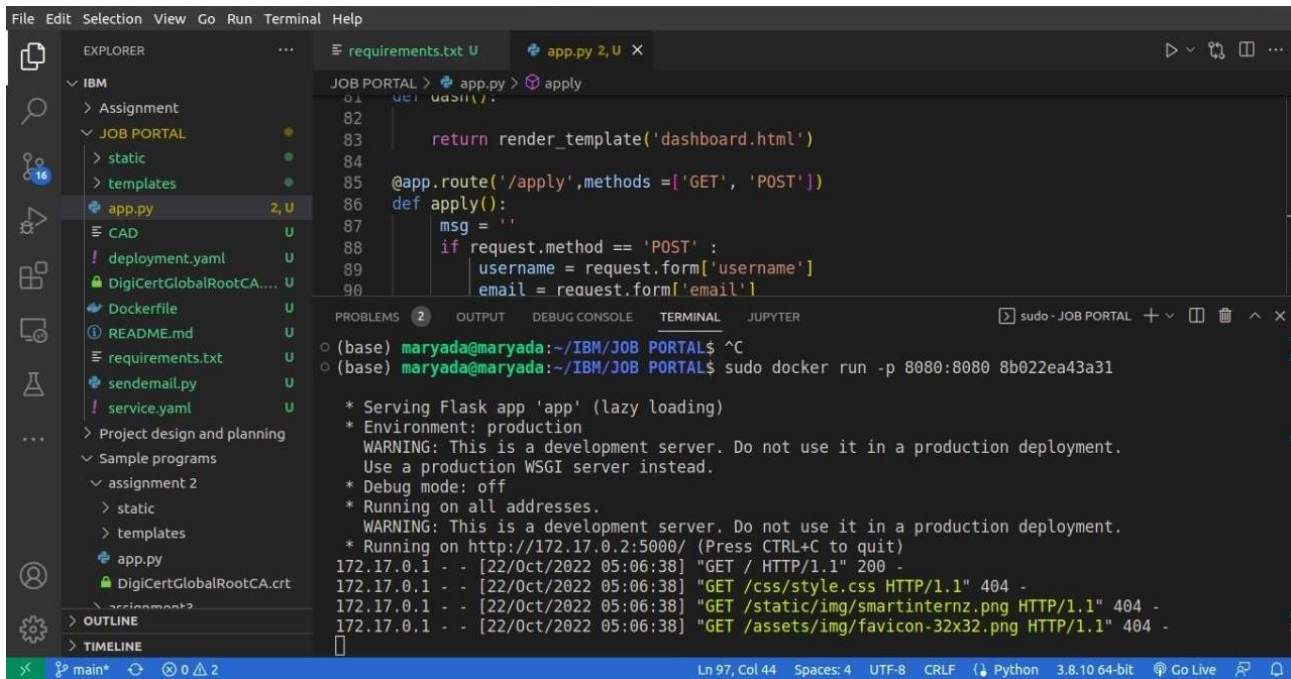 File Edit Selection View Go Run Terminal Help
EXPLORER ...
IBM
Assignment
JOB PORTAL
static
templates
app.py 2, U
CAD U
deployment.yaml U
DigiCertGlobalRootCA.... U
Dockerfile U
README.md U
requirements.txt U
sendemail.py U
service.yaml U
Project design and planning
Sample programs
assignment 2
static
templates
app.py
DigiCertGlobalRootCA.crt
assignment3
OUTLINE
TIMELINE
16
requirements.txt U app.py 2, U
JOB PORTAL > app.py > apply
81 def dash():
82
83 return render_template('dashboard.html')
84
85 @app.route('/apply',methods =['GET', 'POST'])
86 def apply():
87 msg = ''
88 if request.method == 'POST' :
89 username = request.form['username']
90 email = request.form['email']
PROBLEMS 2 OUTPUT DEBUG CONSOLE TERMINAL JUPYTER sudo - JOB PORTAL
(base) maryada@maryada:~/IBM/JOB PORTAL$ ^C
(base) maryada@maryada:~/IBM/JOB PORTAL$ sudo docker run -p 8080:8080 8b022ea43a31
* Serving Flask app 'app' (lazy loading)
* Environment: production
WARNING: This is a development server. Do not use it in a production deployment.
Use a production WSGI server instead.
* Debug mode: off
* Running on all addresses.
WARNING: This is a development server. Do not use it in a production deployment.
* Running on http://172.17.0.2:5000/ (Press CTRL+C to quit)
172.17.0.1 - - [22/Oct/2022 05:06:38] "GET / HTTP/1.1" 200 -
172.17.0.1 - - [22/Oct/2022 05:06:38] "GET /css/style.css HTTP/1.1" 404 -
172.17.0.1 - - [22/Oct/2022 05:06:38] "GET /static/img/smartinternz.png HTTP/1.1" 404 -
172.17.0.1 - - [22/Oct/2022 05:06:38] "GET /assets/img/favicon-32x32.png HTTP/1.1" 404 -
main* 0 2 Ln 97, Col 44 Spaces: 4 UTF-8 CRLF Python 3.8.10 64-bit Go Live